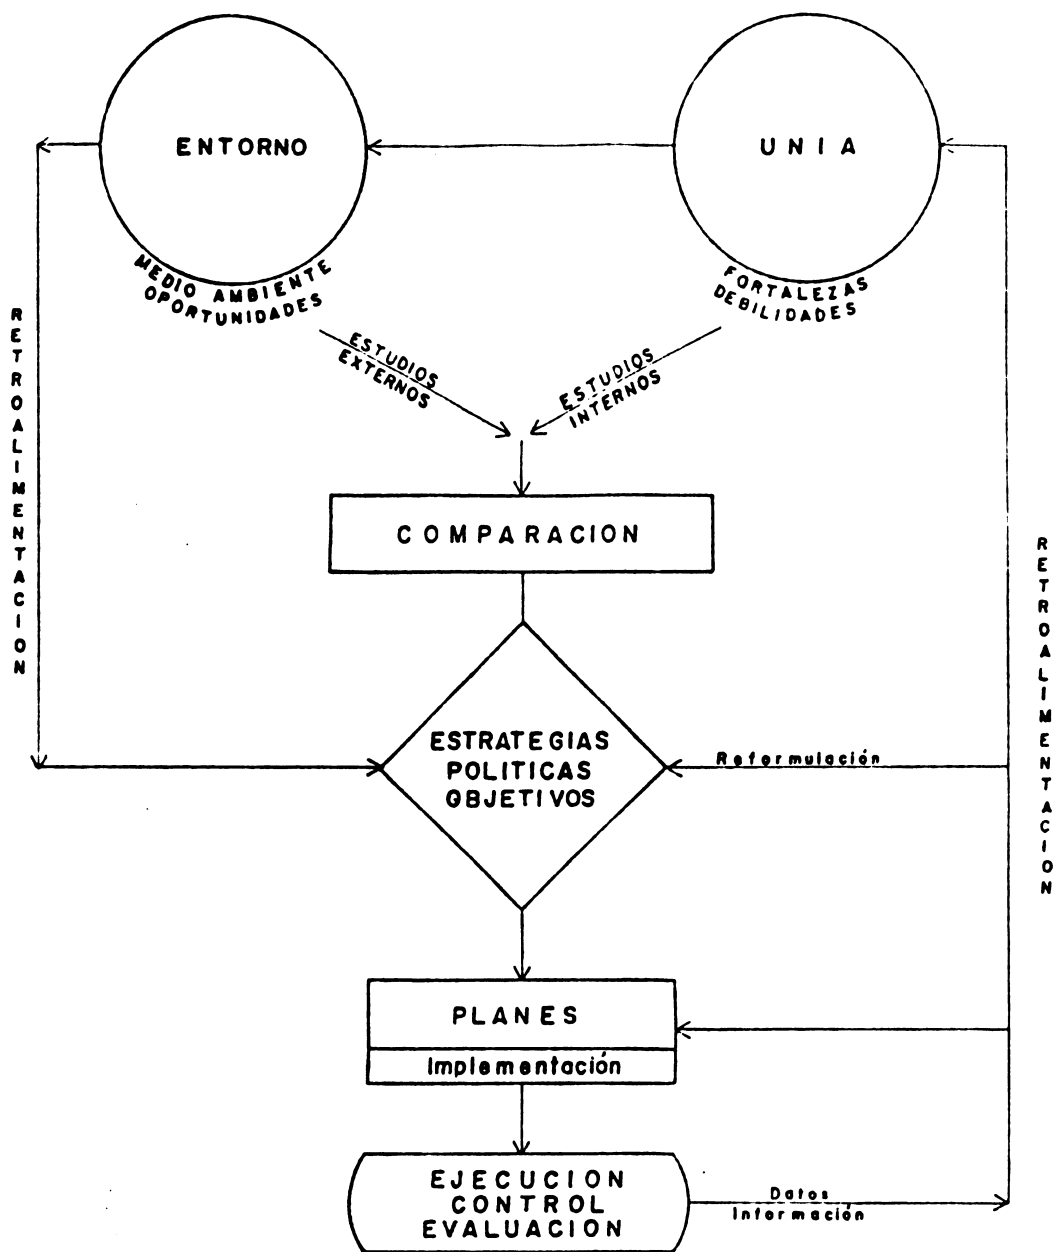 ENTORNO
UNIA
MEDIO AMBIENTE
OPORTUNIDADES
FORTALEZAS
DEBILIDADES
ESTUDIOS
EXTERNOS
ESTUDIOS
INTERNOS
RETROALIMENTACION
COMPARACION
RETROALIMENTACION
ESTRATEGIAS
POLITICAS
OBJETIVOS
Reformulación
PLANES
Implementación
EJECUCION
CONTROL
EVALUACION
Datos
Información